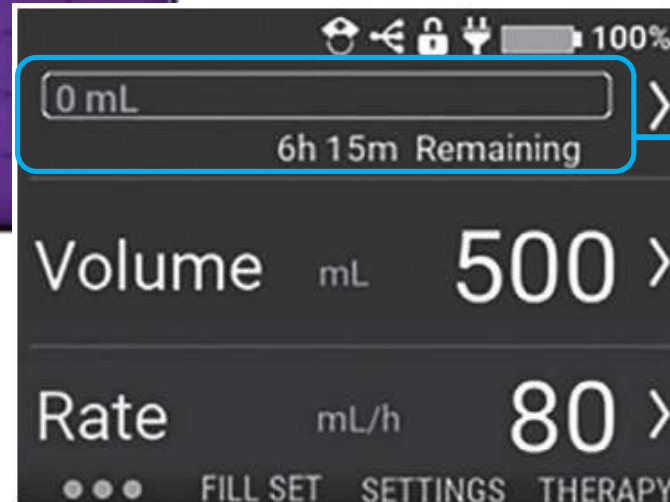 100%
0 mL
6h 15m Remaining
Volume mL 500
Rate mL/h 80
FILL SET SETTINGS THERAPY